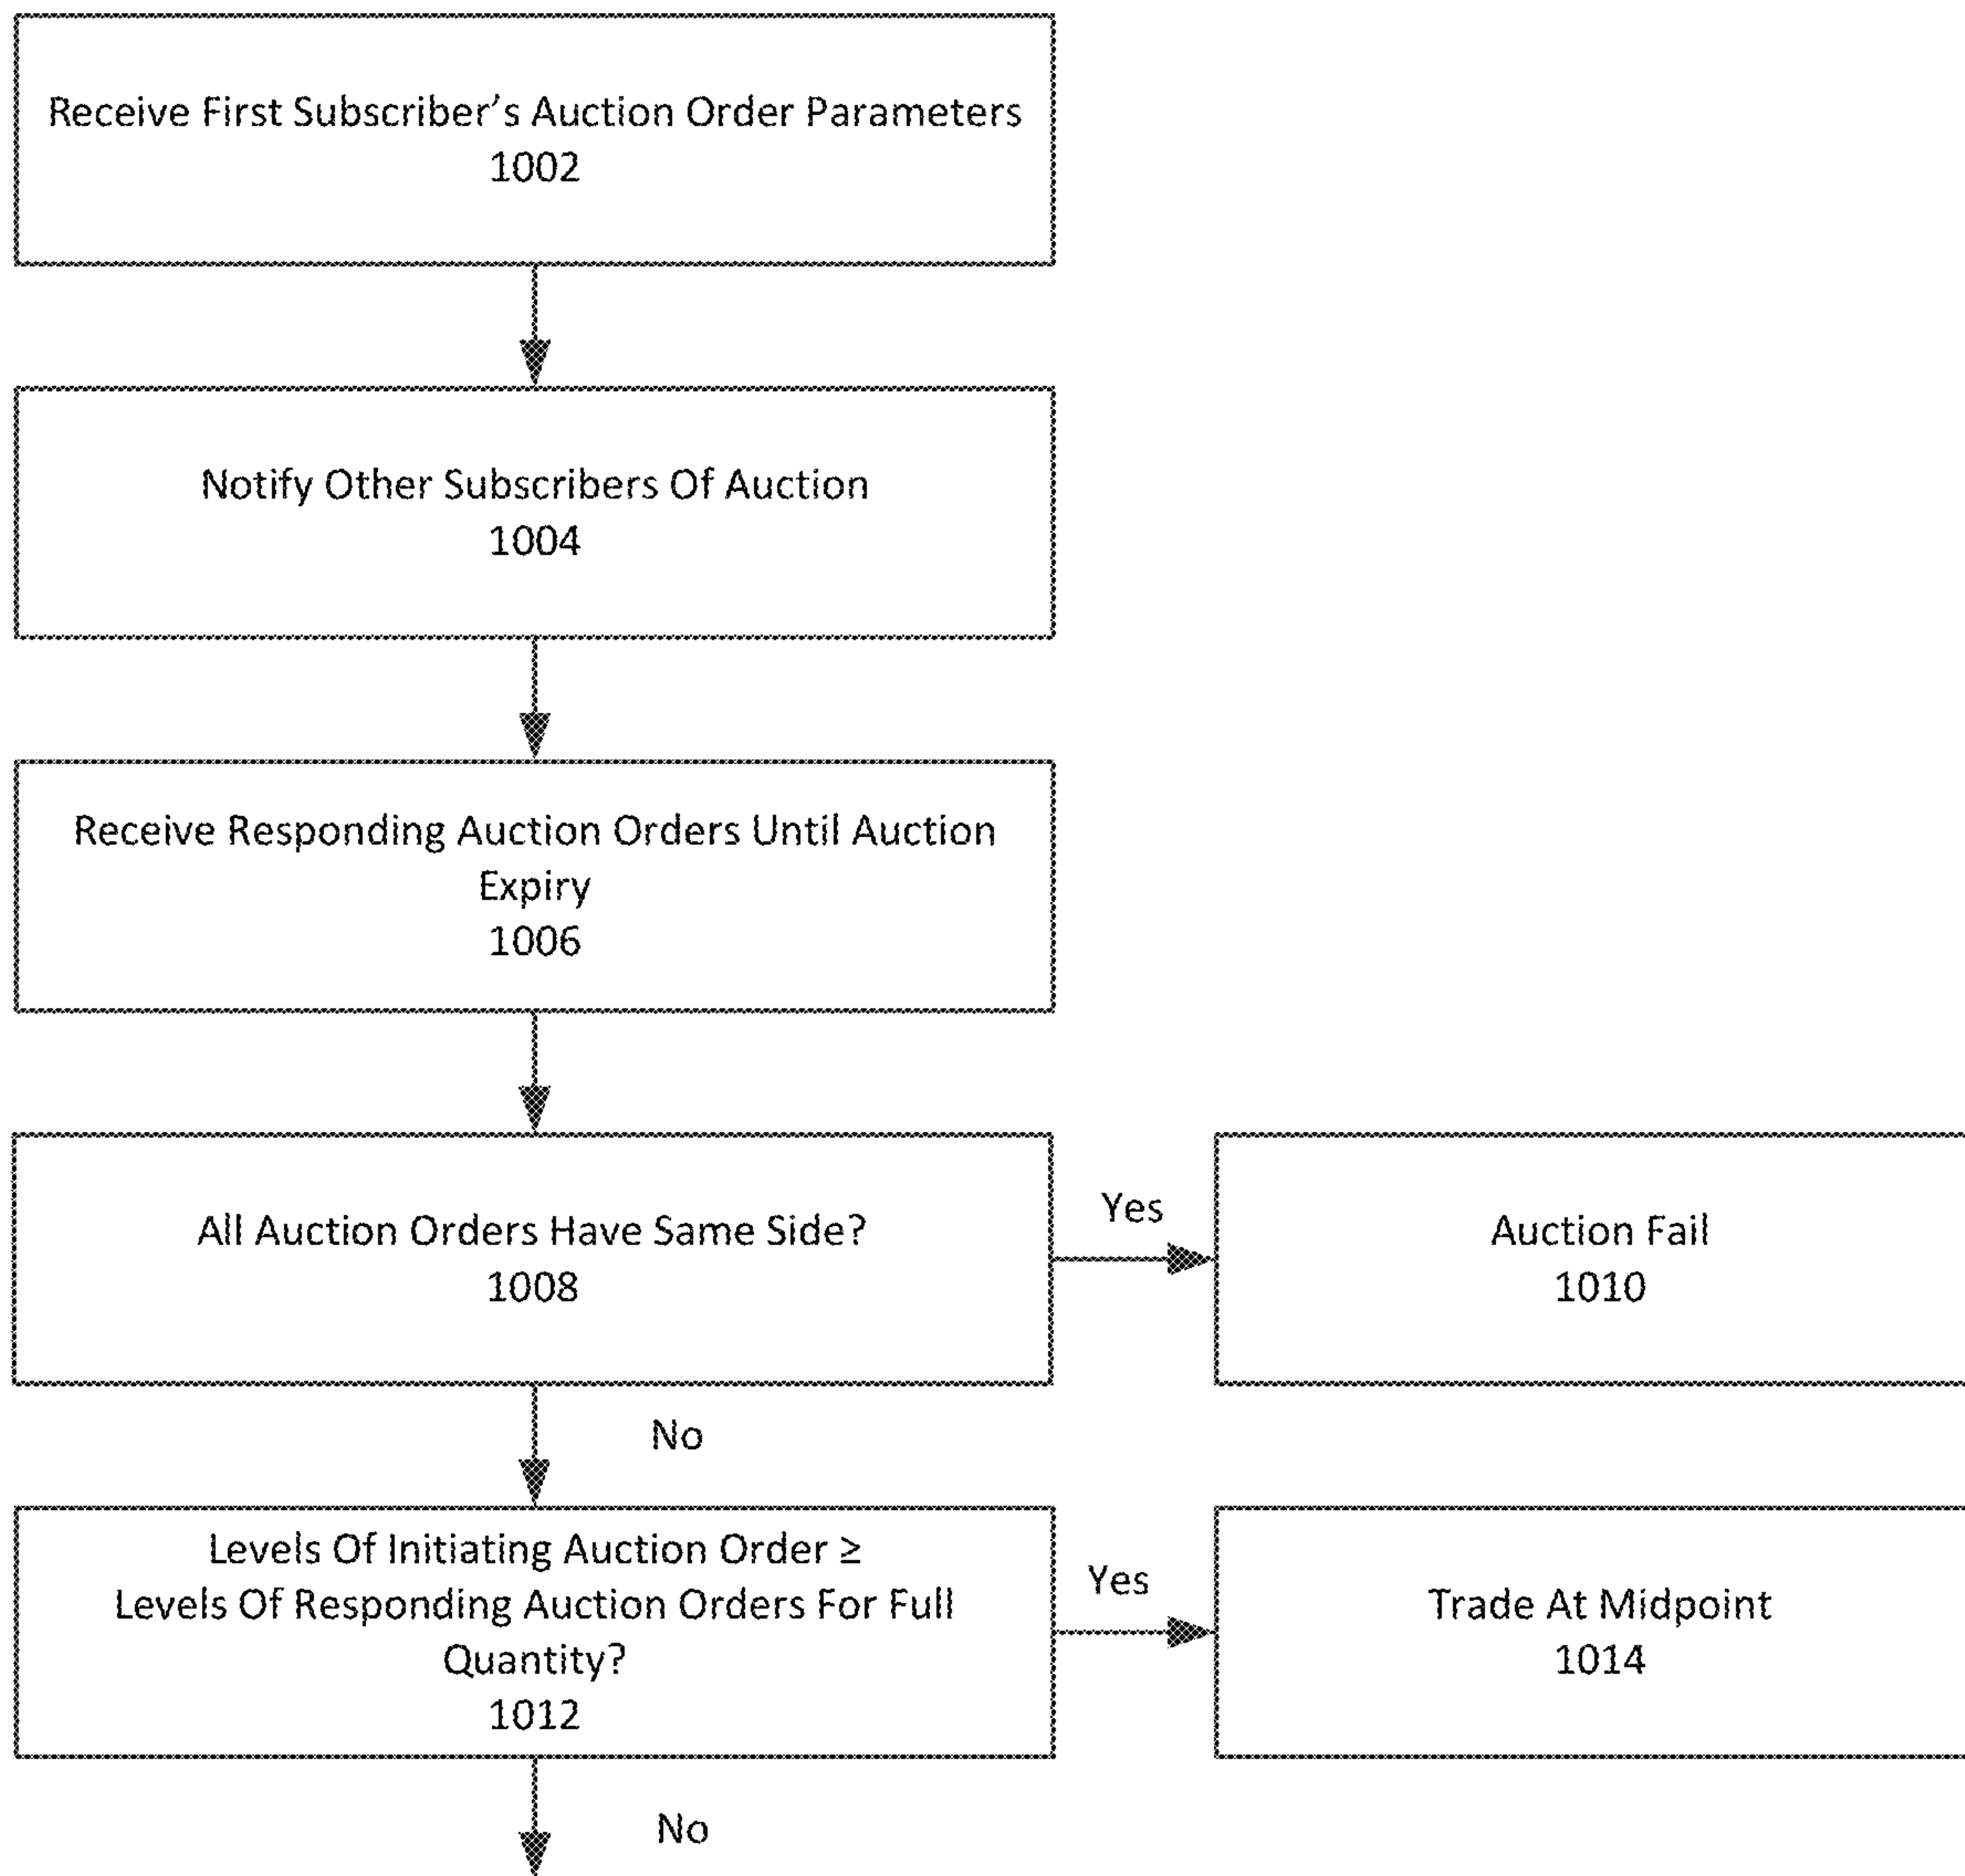 Receive First Subscriber's Auction Order Parameters
1002
Notify Other Subscribers Of Auction
1004
Receive Responding Auction Orders Until Auction
Expiry
1006
All Auction Orders Have Same Side?
1008
Yes
Auction Fail
1010
No
Levels Of Initiating Auction Order ≥
Levels Of Responding Auction Orders For Full
Quantity?
1012
Yes
Trade At Midpoint
1014
No